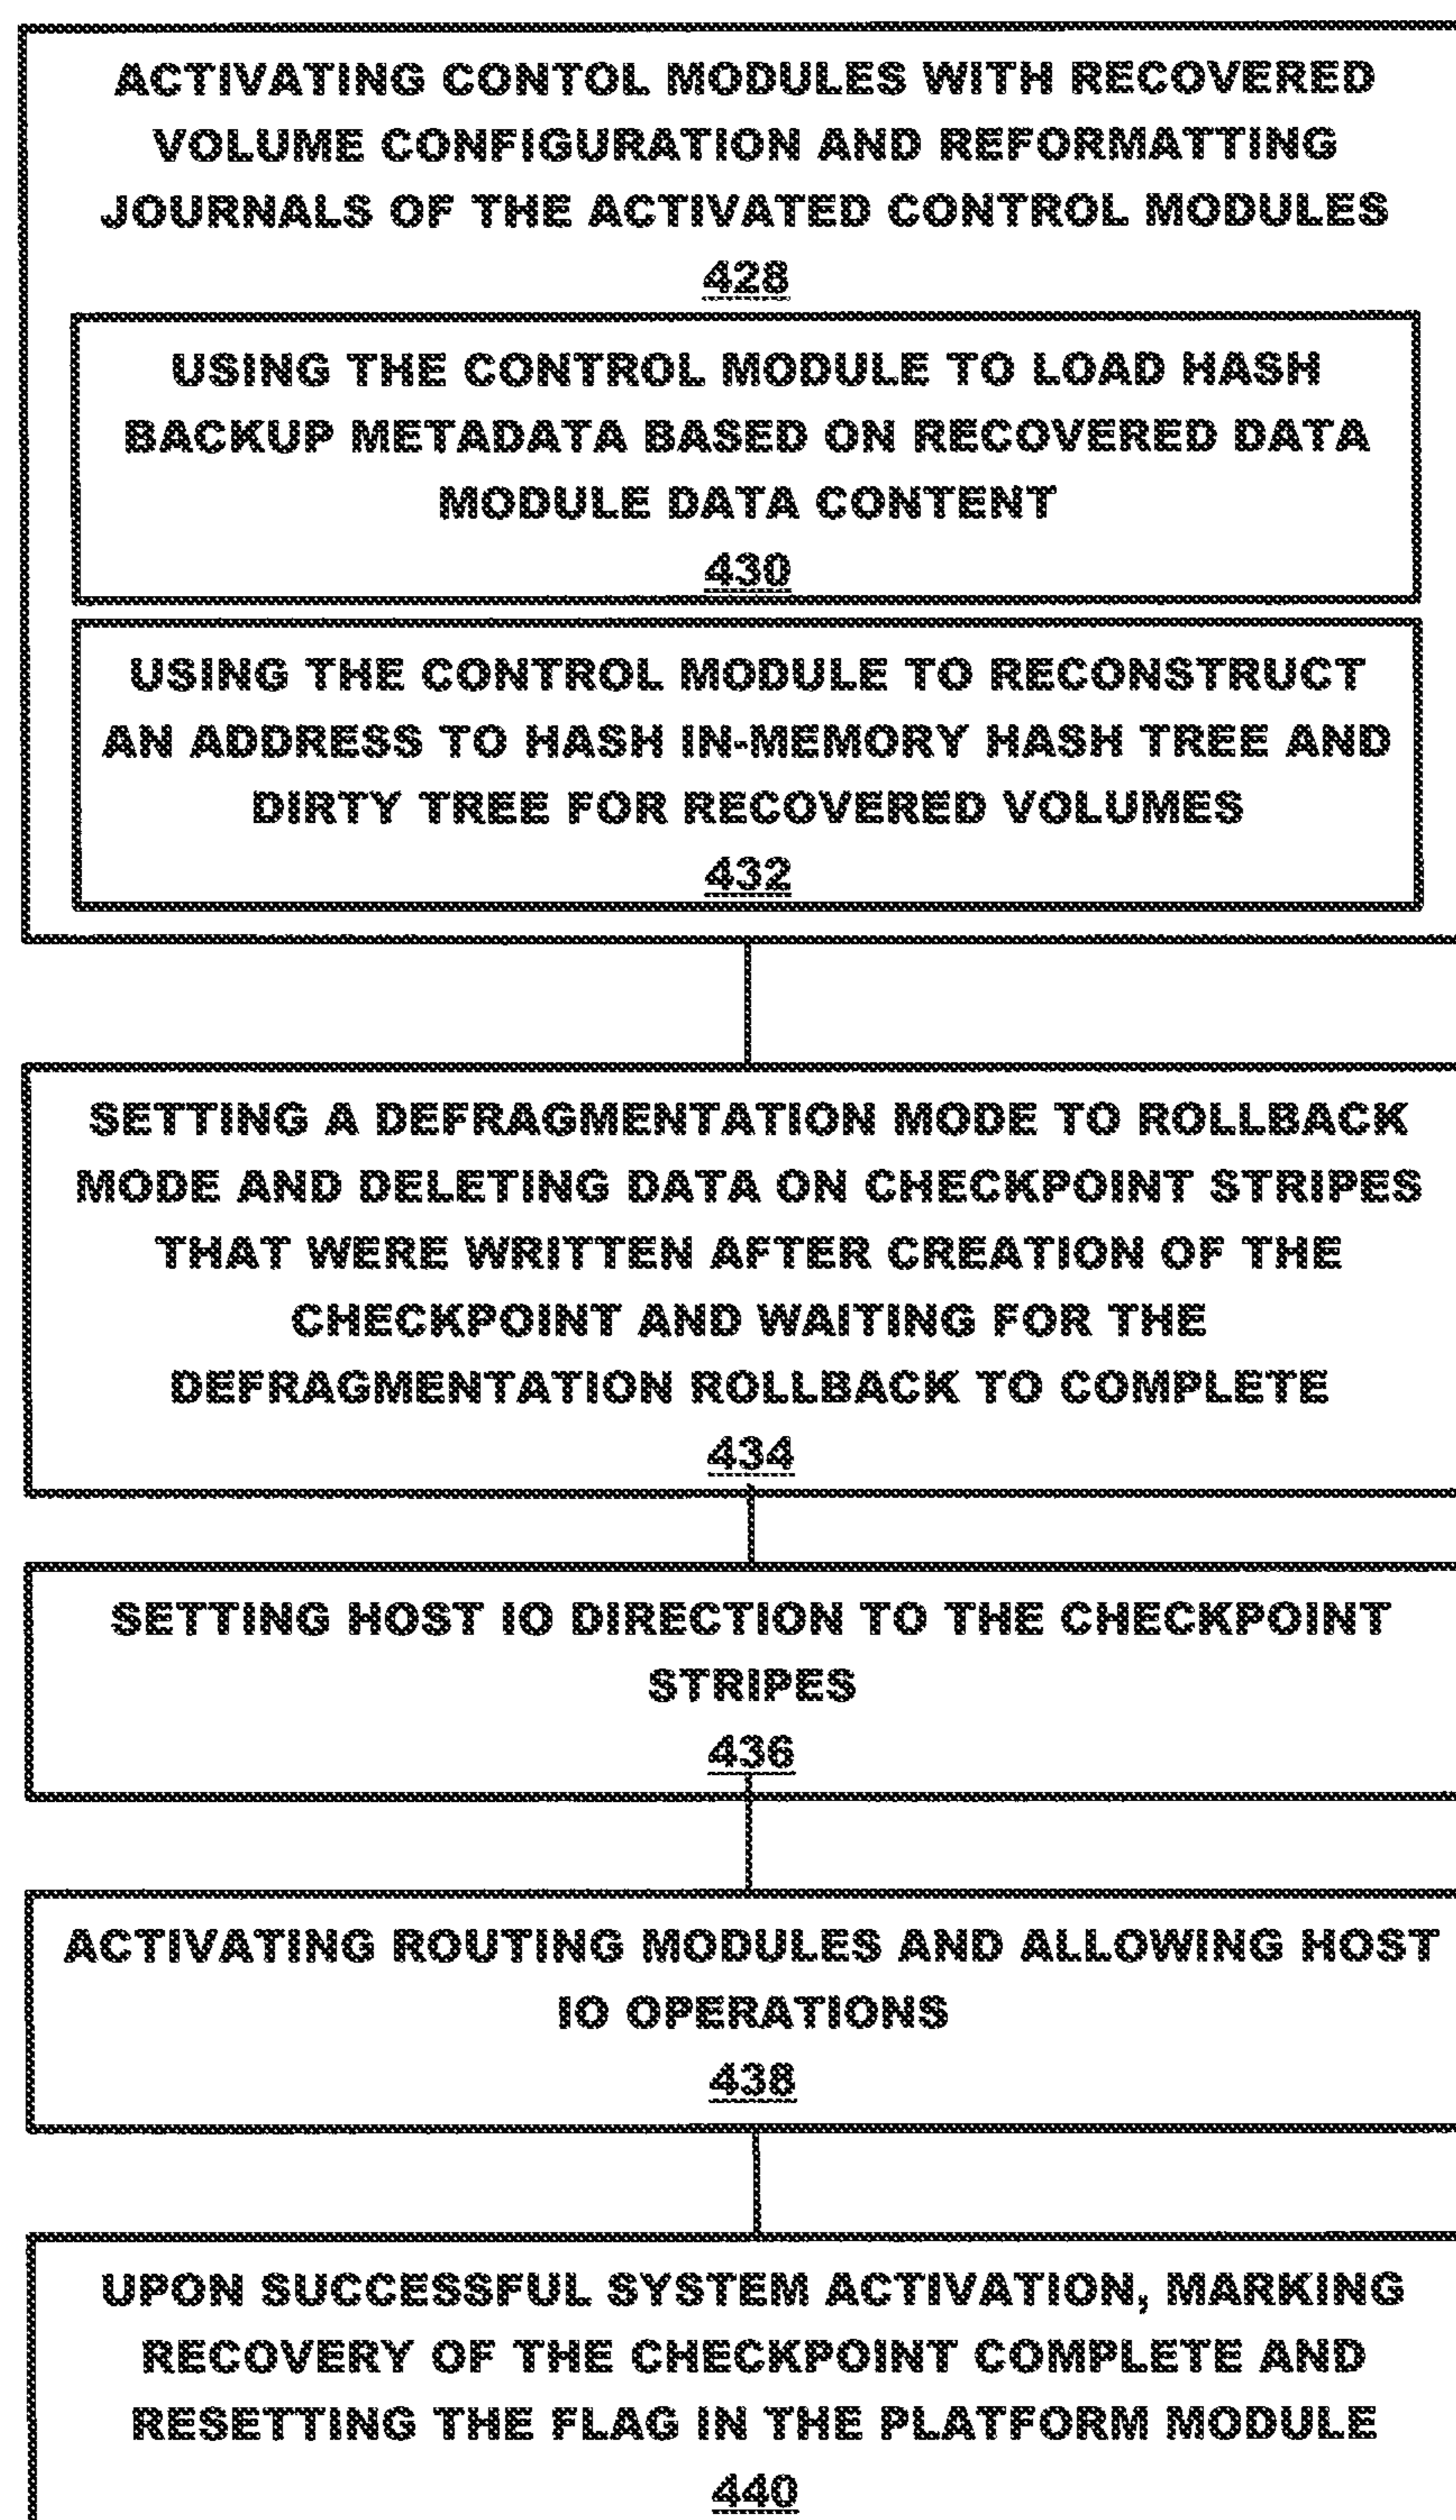 ACTIVATING CONTOL MODULES WITH RECOVERED
VOLUME CONFIGURATION AND REFORMATTING
JOURNALS OF THE ACTIVATED CONTROL MODULES
428
USING THE CONTROL MODULE TO LOAD HASH
BACKUP METADATA BASED ON RECOVERED DATA
MODULE DATA CONTENT
430
USING THE CONTROL MODULE TO RECONSTRUCT
AN ADDRESS TO HASH IN-MEMORY HASH TREE AND
DIRTY TREE FOR RECOVERED VOLUMES
432
SETTING A DEFRAGMENTATION MODE TO ROLLBACK
MODE AND DELETING DATA ON CHECKPOINT STRIPES
THAT WERE WRITTEN AFTER CREATION OF THE
CHECKPOINT AND WAITING FOR THE
DEFRAGMENTATION ROLLBACK TO COMPLETE
434
SETTING HOST IO DIRECTION TO THE CHECKPOINT
STRIPES
436
ACTIVATING ROUTING MODULES AND ALLOWING HOST
IO OPERATIONS
438
UPON SUCCESSFUL SYSTEM ACTIVATION, MARKING
RECOVERY OF THE CHECKPOINT COMPLETE AND
RESETTING THE FLAG IN THE PLATFORM MODULE
440